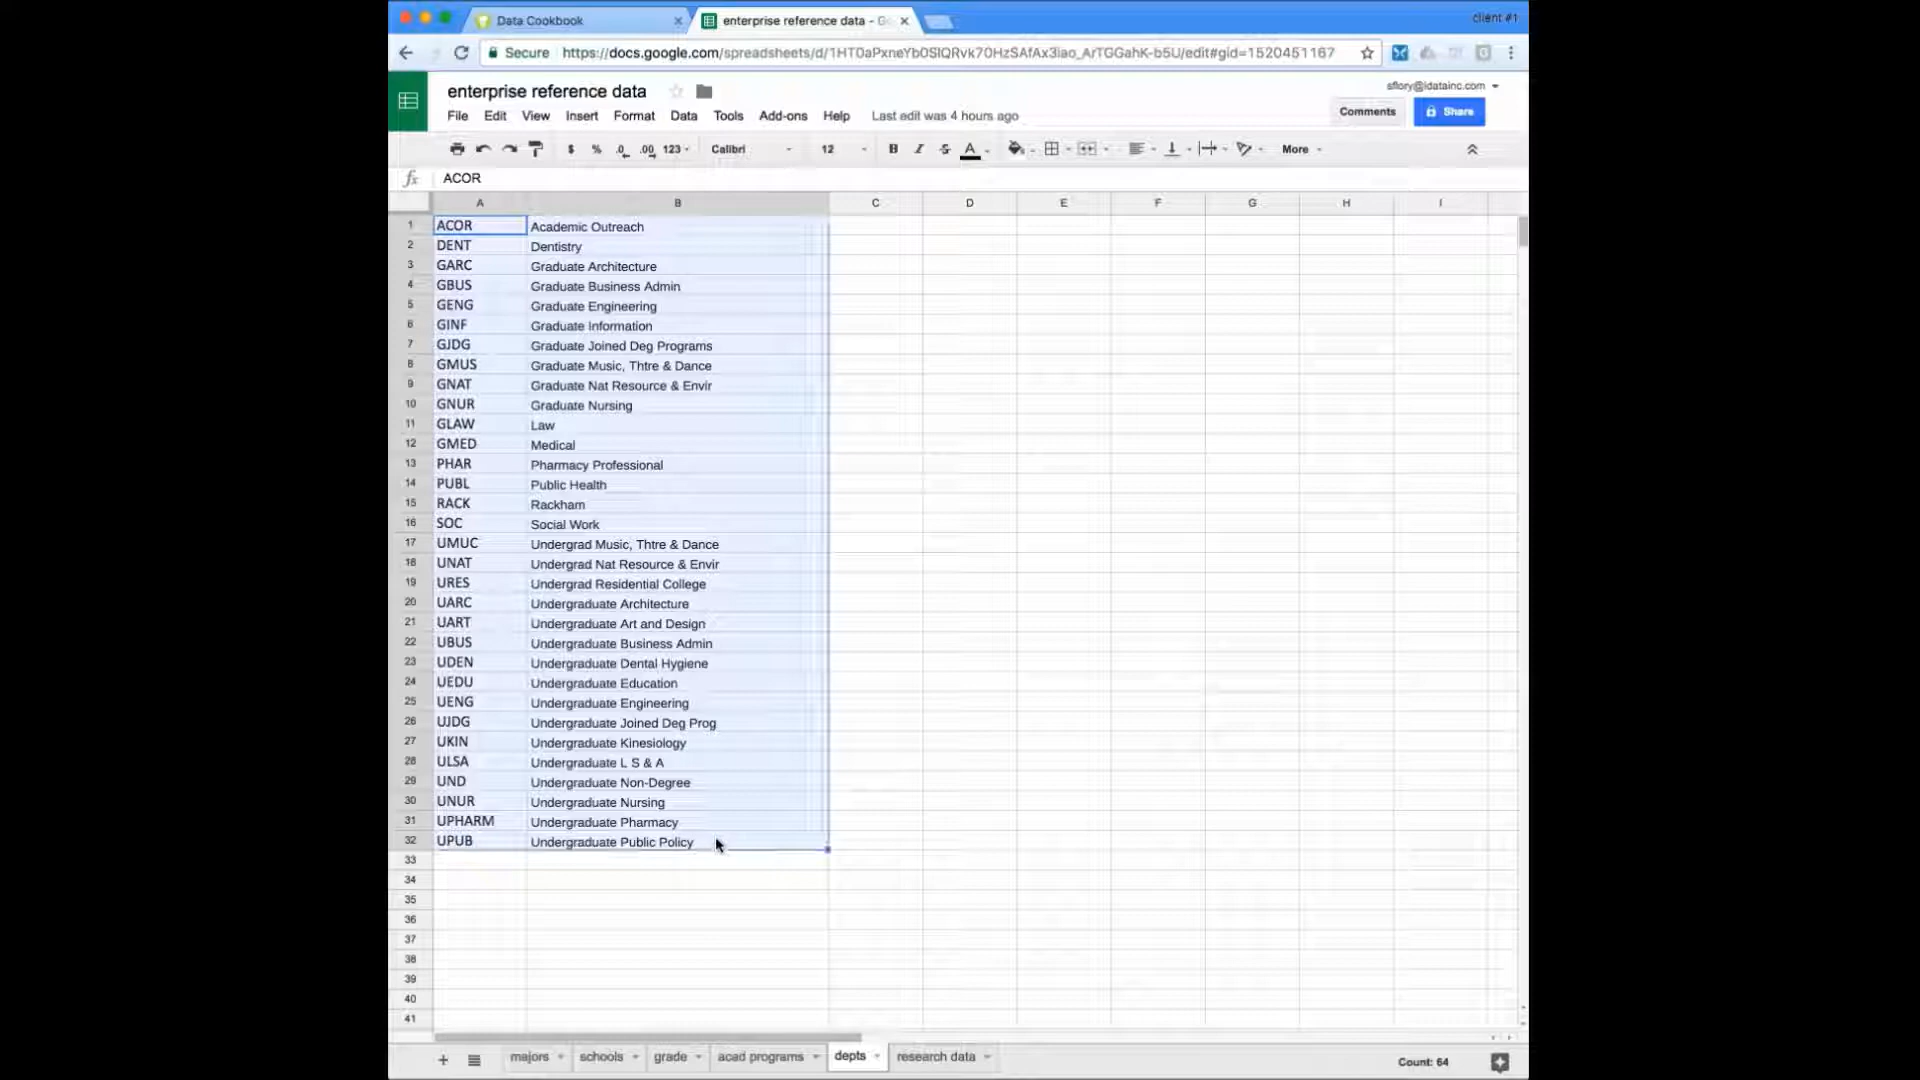 Data Cookbook
enterprise reference data - Go
client #1
Secure
enterprise reference data
sflory@idatainc.com
File Edit View Insert Format Data Tools Add-ons Help Last edit was 4 hours ago
Comments
Share
$ % .0 .00 123 Calibri 12 B I S A More
fx ACOR
A B C D E F G H I
1 ACOR Academic Outreach
2 DENT Dentistry
3 GARC Graduate Architecture
4 GBUS Graduate Business Admin
5 GENG Graduate Engineering
6 GINF Graduate Information
7 GJDG Graduate Joined Deg Programs
8 GMUS Graduate Music, Thtre & Dance
9 GNAT Graduate Nat Resource & Envir
10 GNUR Graduate Nursing
11 GLAW Law
12 GMED Medical
13 PHAR Pharmacy Professional
14 PUBL Public Health
15 RACK Rackham
16 SOC Social Work
17 UMUC Undergrad Music, Thtre & Dance
18 UNAT Undergrad Nat Resource & Envir
19 URES Undergrad Residential College
20 UARC Undergraduate Architecture
21 UART Undergraduate Art and Design
22 UBUS Undergraduate Business Admin
23 UDEN Undergraduate Dental Hygiene
24 UEDU Undergraduate Education
25 UENG Undergraduate Engineering
26 UJDG Undergraduate Joined Deg Prog
27 UKIN Undergraduate Kinesiology
28 ULSA Undergraduate L S & A
29 UND Undergraduate Non-Degree
30 UNUR Undergraduate Nursing
31 UPHARM Undergraduate Pharmacy
32 UPUB Undergraduate Public Policy
33
34
35
36
37
38
39
40
41
majors schools grade acad programs depts research data
Count: 64